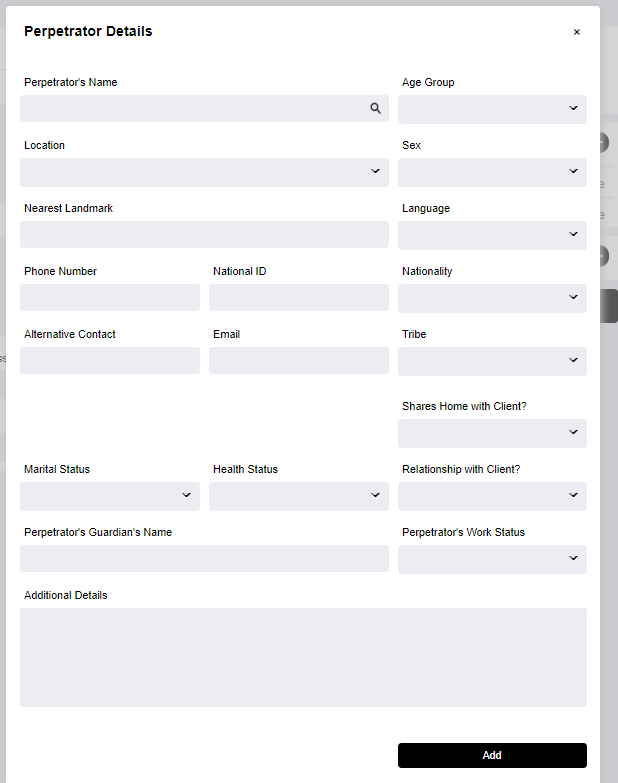 Perpetrator Details
×
Perpetrator's Name
Age Group
Location
Sex
Nearest Landmark
Language
Phone Number
National ID
Nationality
Alternative Contact
Email
Tribe
Shares Home with Client?
Marital Status
Health Status
Relationship with Client?
Perpetrator's Guardian's Name
Perpetrator's Work Status
Additional Details
Add